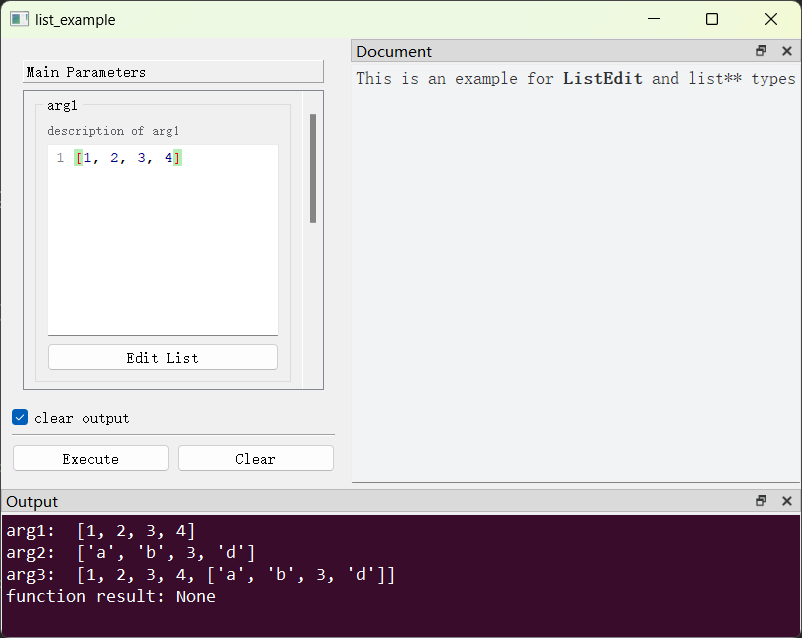 list_example
Main Parameters
arg1
description of arg1
1 [1, 2, 3, 4]
Edit List
clear output
Execute Clear
Document
This is an example for ListEdit and list** types
Output
arg1:  [1, 2, 3, 4]
arg2:  ['a', 'b', 3, 'd']
arg3:  [1, 2, 3, 4, ['a', 'b', 3, 'd']]
function result: None